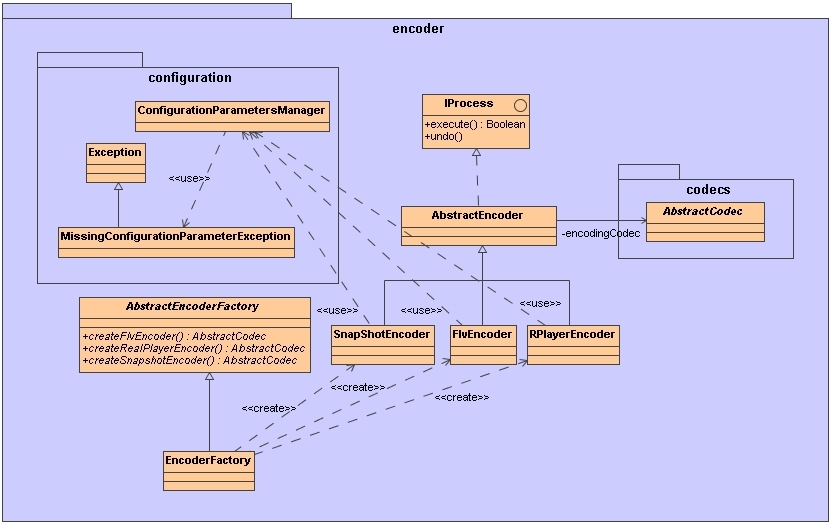 encoder
configuration
ConfigurationParametersManager
Exception
<<use>>
MissingConfigurationParameterException
IProcess
+execute() : Boolean
+undo()
AbstractEncoder
-encodingCodec
codecs
AbstractCodec
AbstractEncoderFactory
+createFlvEncoder() : AbstractCodec
+createRealPlayerEncoder() : AbstractCodec
+createSnapshotEncoder() : AbstractCodec
<<use>>
<<use>>
<<use>>
SnapShotEncoder
FlvEncoder
RPlayerEncoder
<<create>>
<<create>>
<<create>>
EncoderFactory